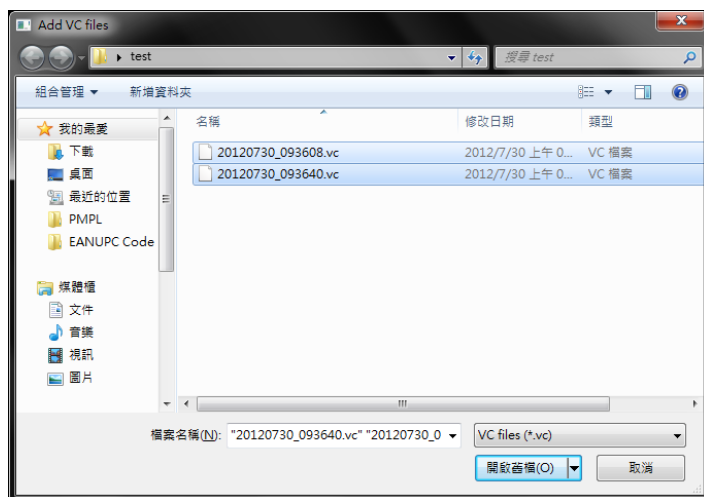 Add VC files
test
搜尋 test
組合管理 新增資料夾
我的最愛
下載
桌面
最近的位置
PMPL
EANUPC Code
媒體櫃
文件
音樂
視訊
圖片
名稱 修改日期 類型
20120730_093608.vc 2012/7/30 上午 0... VC 檔案
20120730_093640.vc 2012/7/30 上午 0... VC 檔案
檔案名稱(N): "20120730_093640.vc" "20120730_0 VC files (*.vc)
開啟舊檔(O) 取消